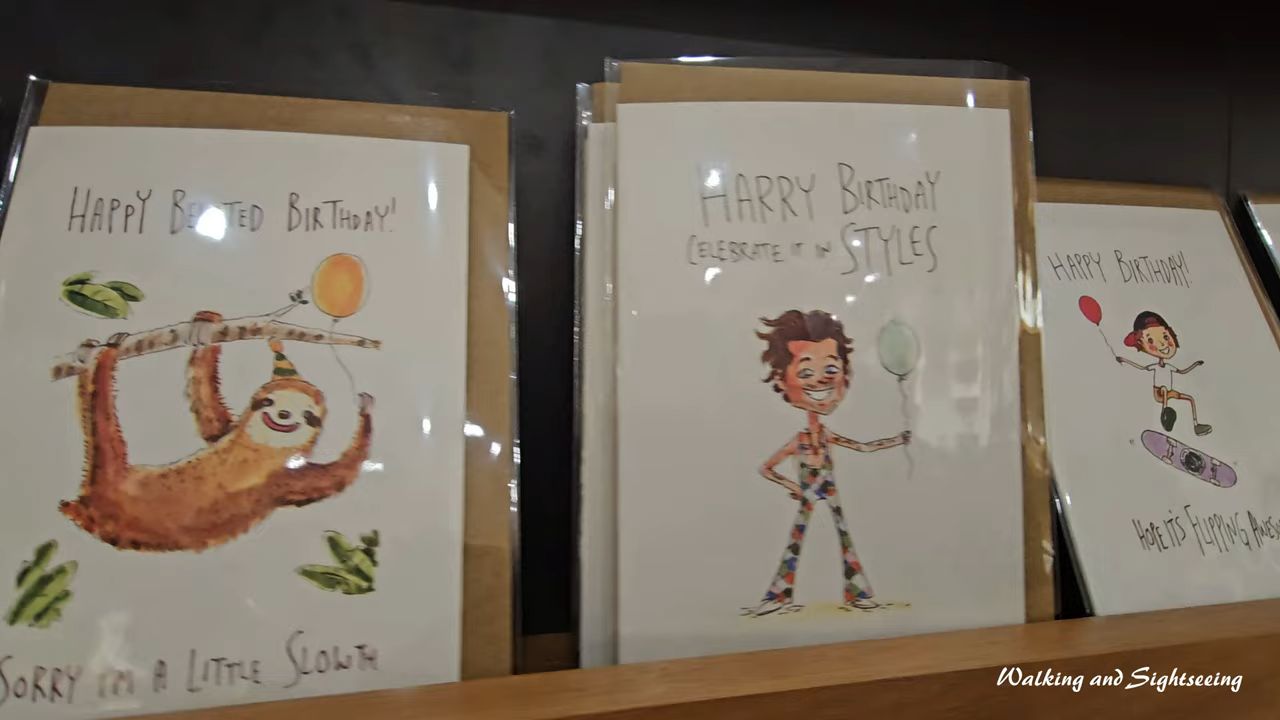 HAPPY BELATED BIRTHDAY!
SORRY I'M A LITTLE SLOWTH
HARRY BIRTHDAY
CELEBRATE IT IN STYLES
HAPPY BIRTHDAY!
HOPE IT'S FLIPPING
Walking and Sightseeing